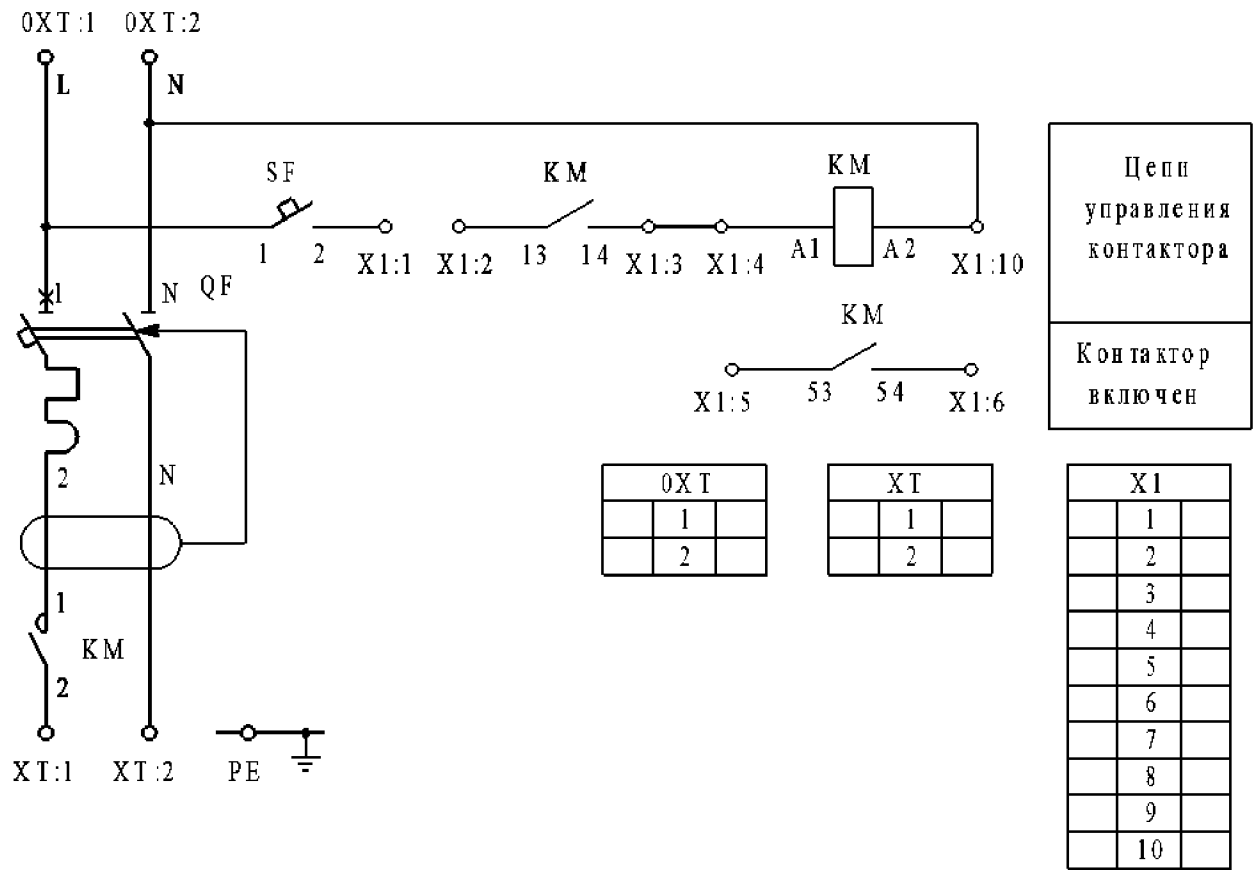 0XT:1 0XT:2
L N
SF KM KM
1 2 X1:1 X1:2 13 14 X1:3 X1:4 A1 A2 X1:10
Цепи
управления
контактора
1 N QF
KM
X1:5 53 54 X1:6
Контактор
включен
2 N
0XT
1
2
XT
1
2
X1
1
2
3
4
5
6
7
8
9
10
1
KM
2
XT:1 XT:2 PE